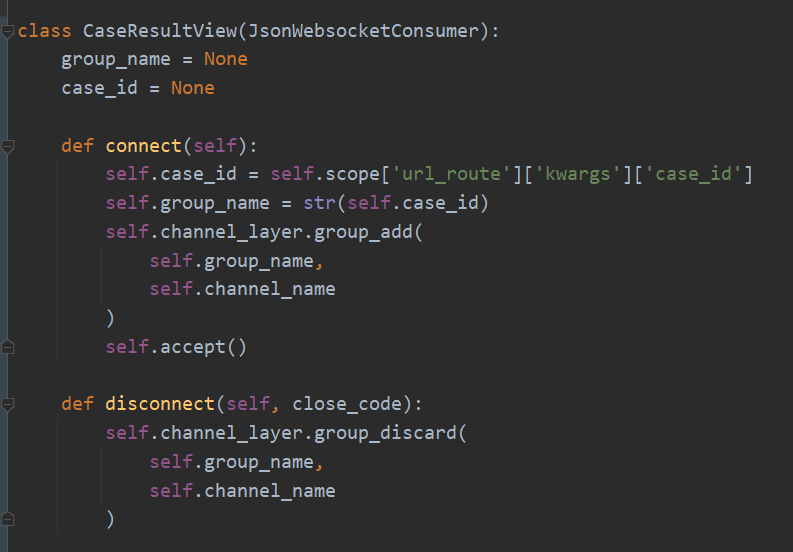 class CaseResultView(JsonWebsocketConsumer):
    group_name = None
    case_id = None

    def connect(self):
        self.case_id = self.scope['url_route']['kwargs']['case_id']
        self.group_name = str(self.case_id)
        self.channel_layer.group_add(
            self.group_name,
            self.channel_name
        )
        self.accept()

    def disconnect(self, close_code):
        self.channel_layer.group_discard(
            self.group_name,
            self.channel_name
        )